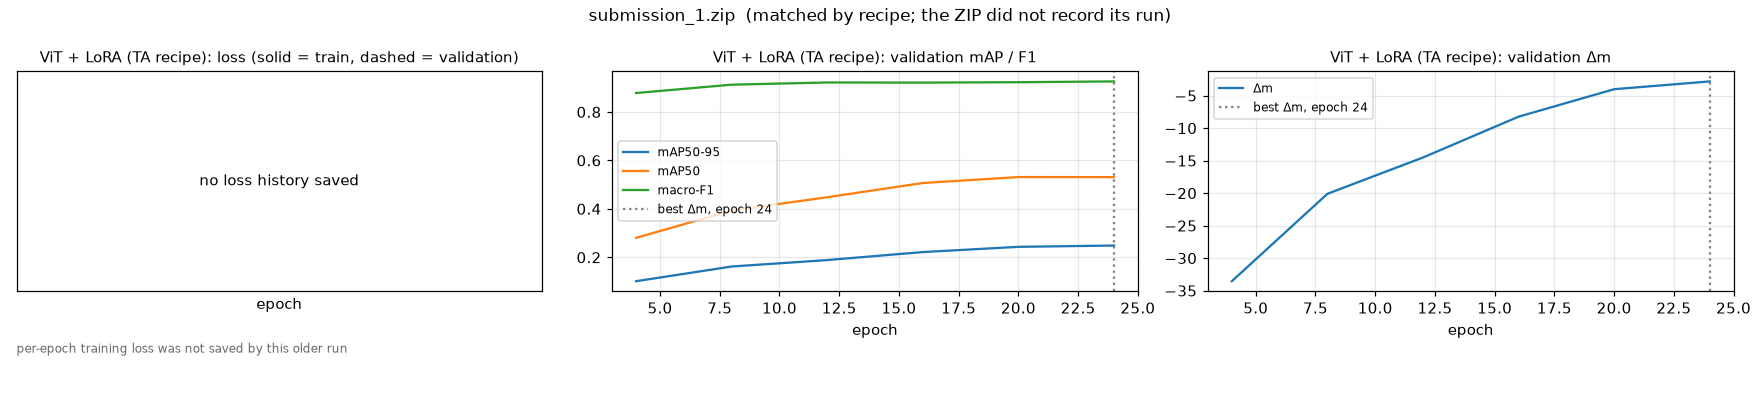 submission_1.zip  (matched by recipe; the ZIP did not record its run)
ViT + LoRA (TA recipe): loss (solid = train, dashed = validation)
no loss history saved
epoch
per-epoch training loss was not saved by this older run
ViT + LoRA (TA recipe): validation mAP / F1
0.8
0.6
0.4
0.2
mAP50-95
mAP50
macro-F1
best Δm, epoch 24
5.0 7.5 10.0 12.5 15.0 17.5 20.0 22.5 25.0
epoch
ViT + LoRA (TA recipe): validation Δm
−5
−10
−15
−20
−25
−30
−35
Δm
best Δm, epoch 24
5.0 7.5 10.0 12.5 15.0 17.5 20.0 22.5 25.0
epoch